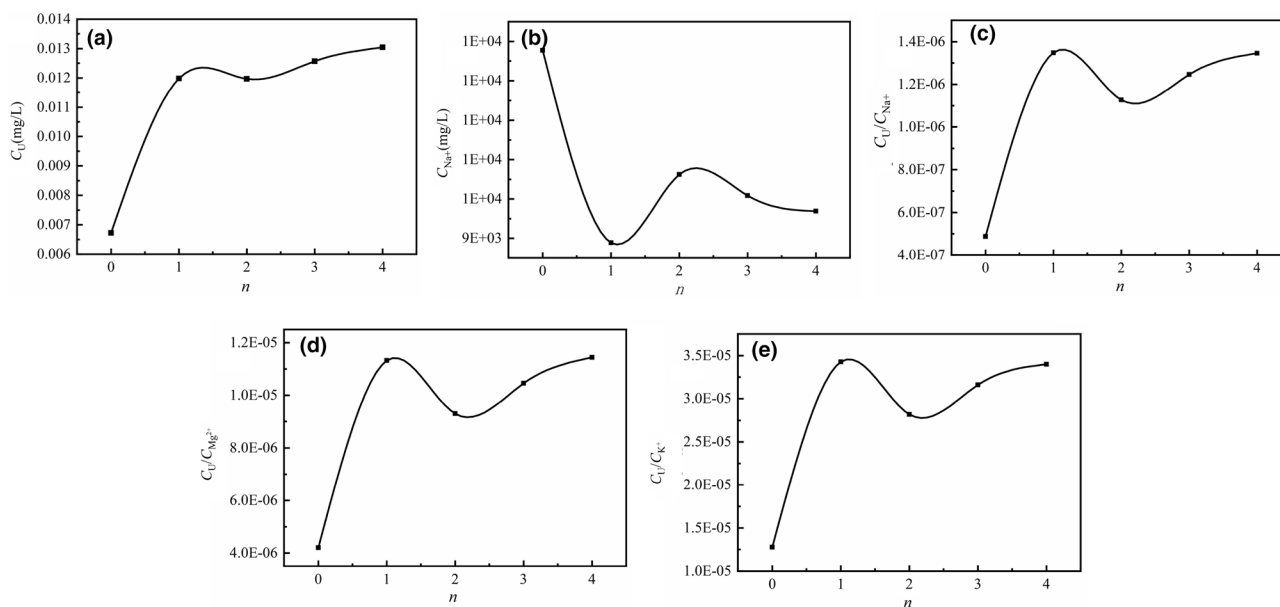 (a)
C_U(mg/L)
0.014
0.013
0.012
0.011
0.010
0.009
0.008
0.007
0.006
0 1 2 3 4
n
(b)
C_Na+(mg/L)
1E+04
1E+04
1E+04
1E+04
1E+04
9E+03
0 1 2 3 4
n
(c)
C_U/C_Na+
1.4E-06
1.2E-06
1.0E-06
8.0E-07
6.0E-07
4.0E-07
0 1 2 3 4
n
(d)
C_U/C_Mg²⁺
1.2E-05
1.0E-05
8.0E-06
6.0E-06
4.0E-06
0 1 2 3 4
n
(e)
C_U/C_K⁺
3.5E-05
3.0E-05
2.5E-05
2.0E-05
1.5E-05
1.0E-05
0 1 2 3 4
n